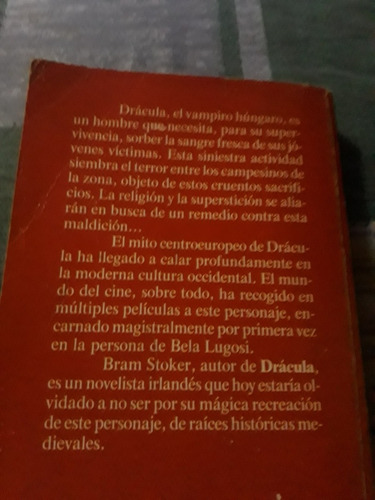 Drácula, el vampiro húngaro, es
un hombre que necesita, para su super-
vivencia, sorber la sangre fresca de sus jó-
venes víctimas. Esta siniestra actividad
siembra el terror entre los campesinos de
la zona, objeto de estos cruentos sacrifi-
cios. La religión y la superstición se alia-
rán en busca de un remedio contra esta
maldición...
El mito centroeuropeo de Drácu-
la ha llegado a calar profundamente en
la moderna cultura occidental. El mun-
do del cine, sobre todo, ha recogido en
múltiples películas a este personaje, en-
carnado magistralmente por primera vez
en la persona de Bela Lugosi.
Bram Stoker, autor de Drácula,
es un novelista irlandés que hoy estaría ol-
vidado a no ser por su mágica recreación
de este personaje, de raíces históricas me-
dievales.